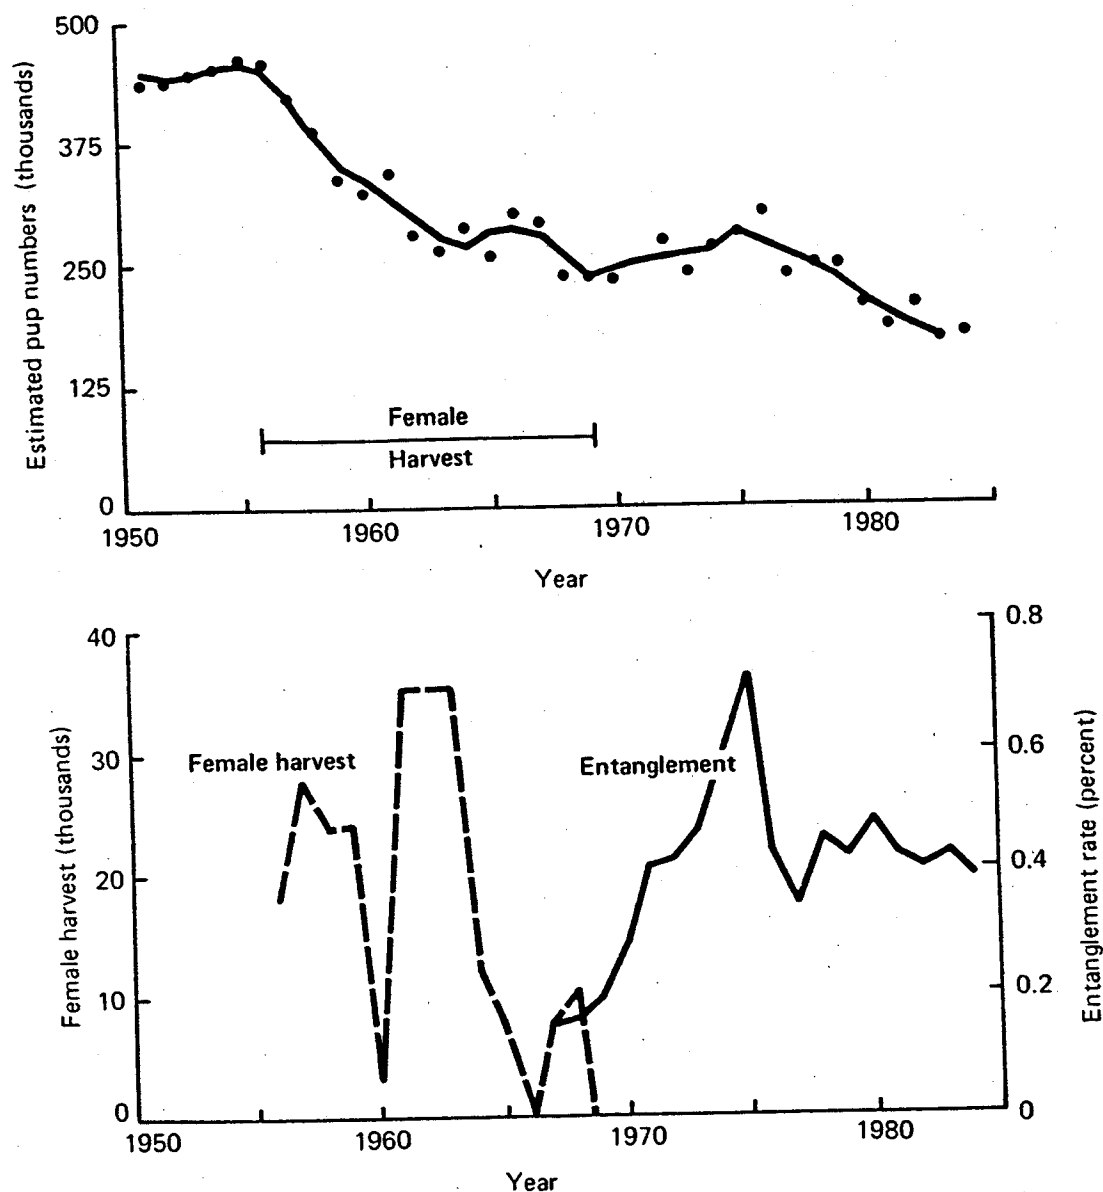 500
375
250
125
0
Estimated pup numbers (thousands)
Female
Harvest
1950
1960
1970
1980
Year
40
30
20
10
0
Female harvest (thousands)
Female harvest
Entanglement
0.8
0.6
0.4
0.2
0
Entanglement rate (percent)
1950
1960
1970
1980
Year